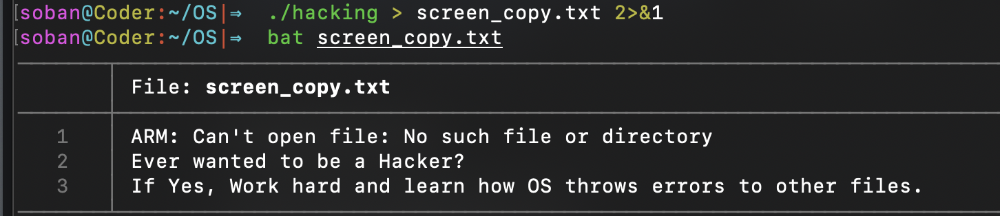 [soban@Coder:~/OS|⇒  ./hacking > screen_copy.txt 2>&1
[soban@Coder:~/OS|⇒  bat screen_copy.txt
File: screen_copy.txt
1 ARM: Can't open file: No such file or directory
2 Ever wanted to be a Hacker?
3 If Yes, Work hard and learn how OS throws errors to other files.